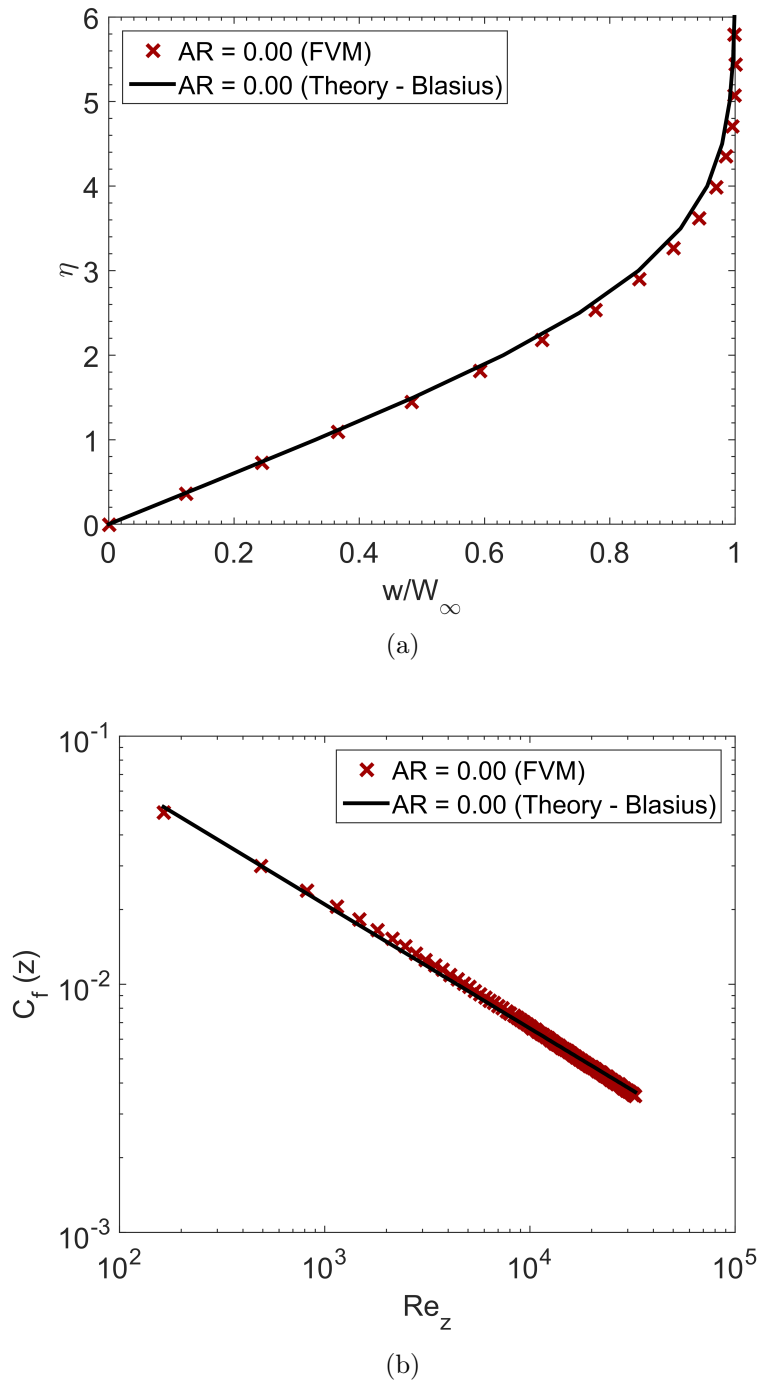 6
AR = 0.00 (FVM)
AR = 0.00 (Theory - Blasius)
5
4
3
η
2
1
0
0 0.2 0.4 0.6 0.8 1
w/W∞
(a)
10⁻¹
AR = 0.00 (FVM)
AR = 0.00 (Theory - Blasius)
10⁻²
C_f (z)
10⁻³
10² 10³ 10⁴ 10⁵
Re_z
(b)